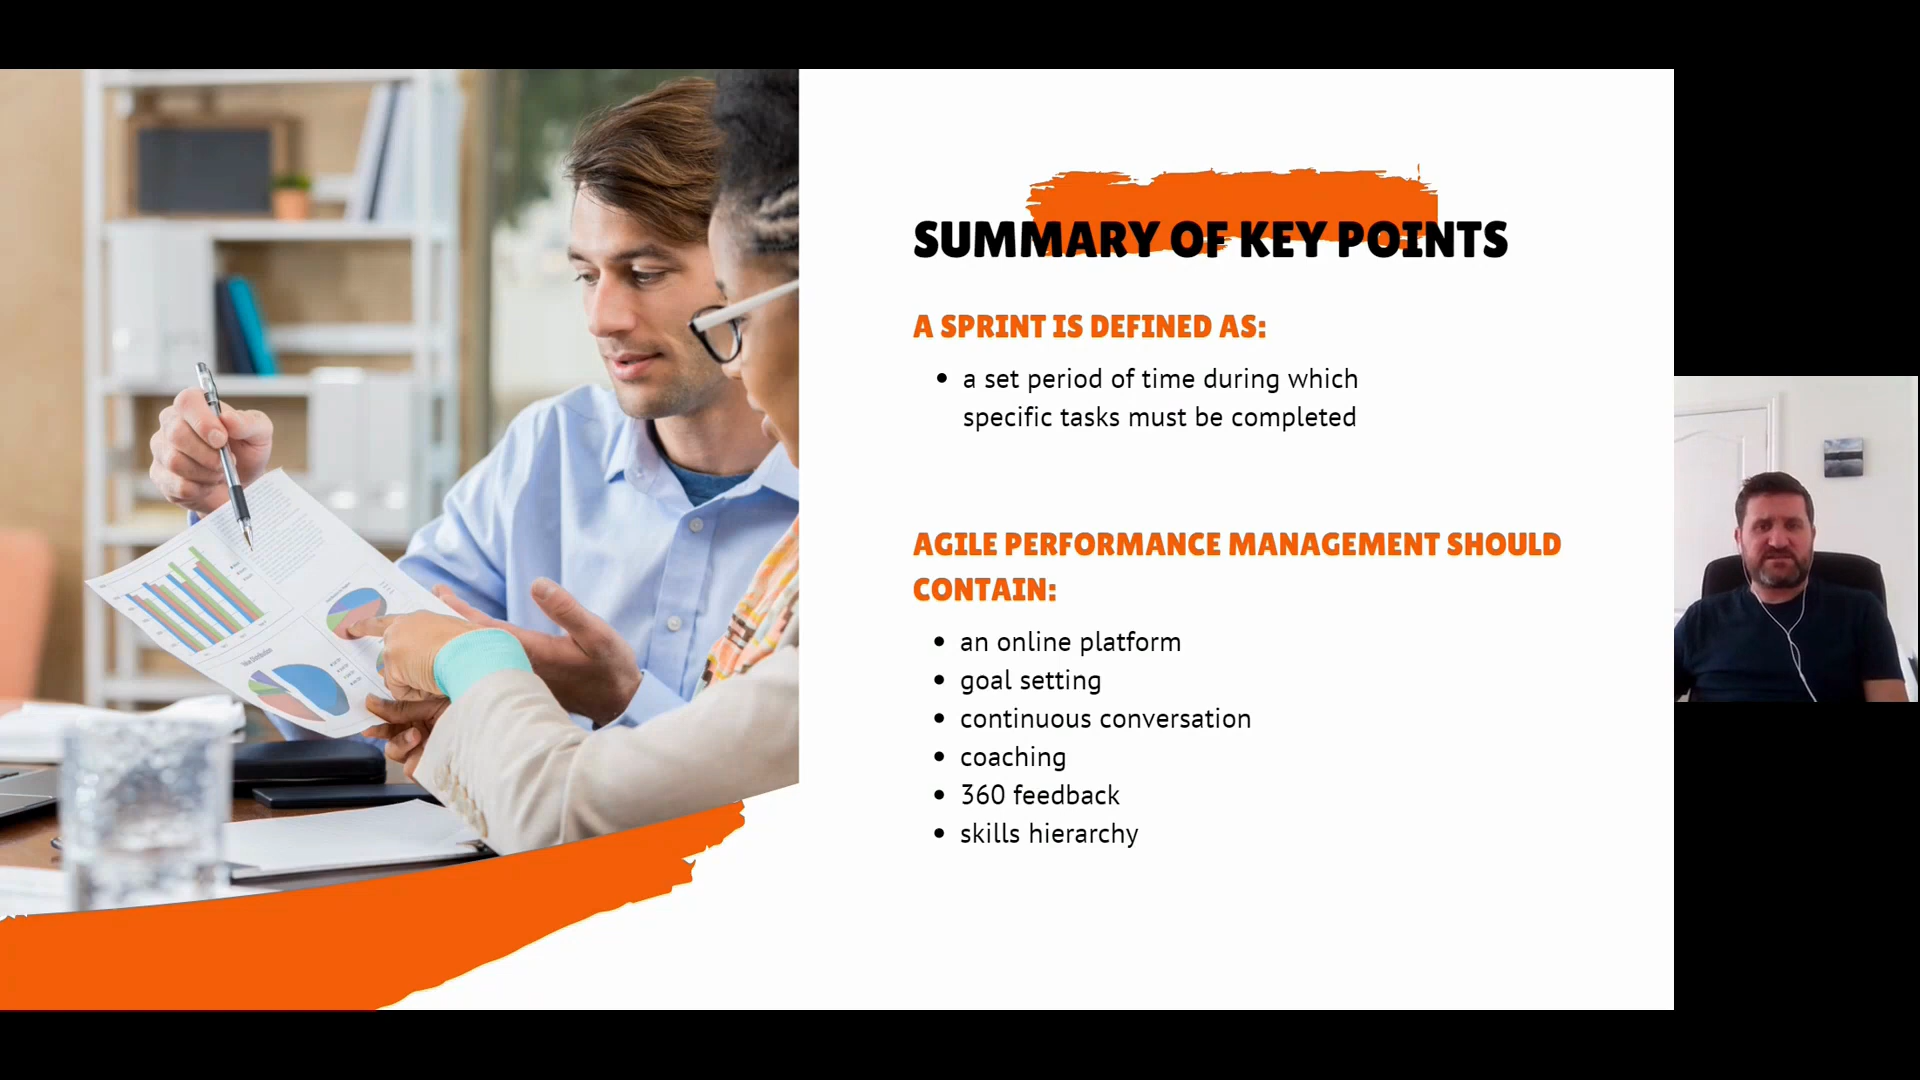 SUMMARY OF KEY POINTS
A SPRINT IS DEFINED AS:
• a set period of time during which
specific tasks must be completed
AGILE PERFORMANCE MANAGEMENT SHOULD
CONTAIN:
• an online platform
• goal setting
• continuous conversation
• coaching
• 360 feedback
• skills hierarchy